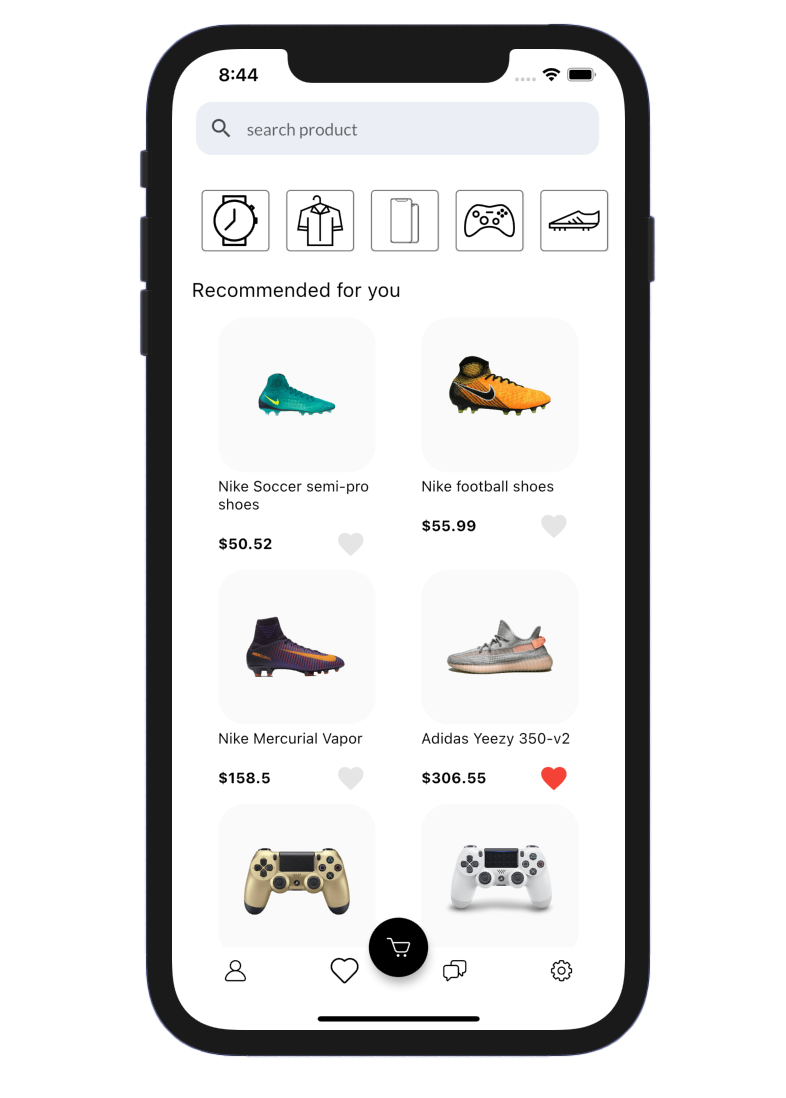 8:44
search product
Recommended for you
Nike Soccer semi-pro
shoes
$50.52
Nike football shoes
$55.99
Nike Mercurial Vapor
$158.5
Adidas Yeezy 350-v2
$306.55